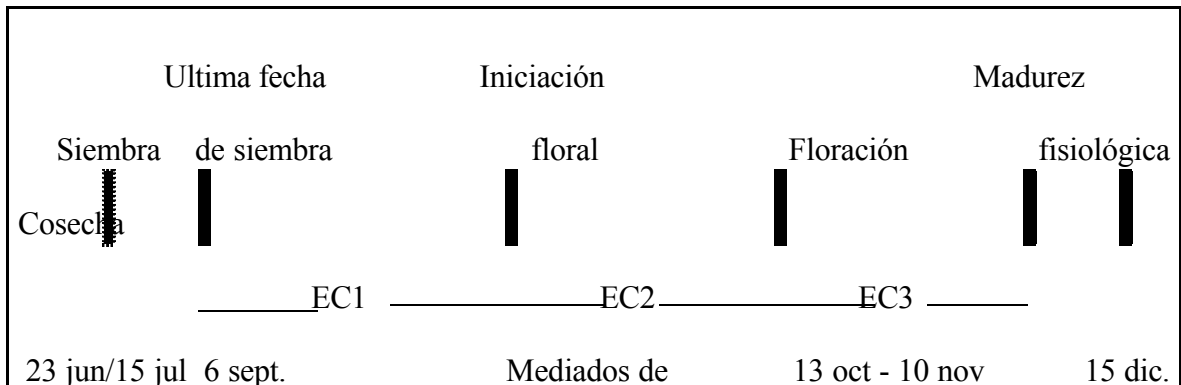 Ultima fecha Iniciación Madurez
Siembra de siembra floral Floración fisiológica
Cosecha
EC1 EC2 EC3
23 jun/15 jul 6 sept. Mediados de 13 oct - 10 nov 15 dic.